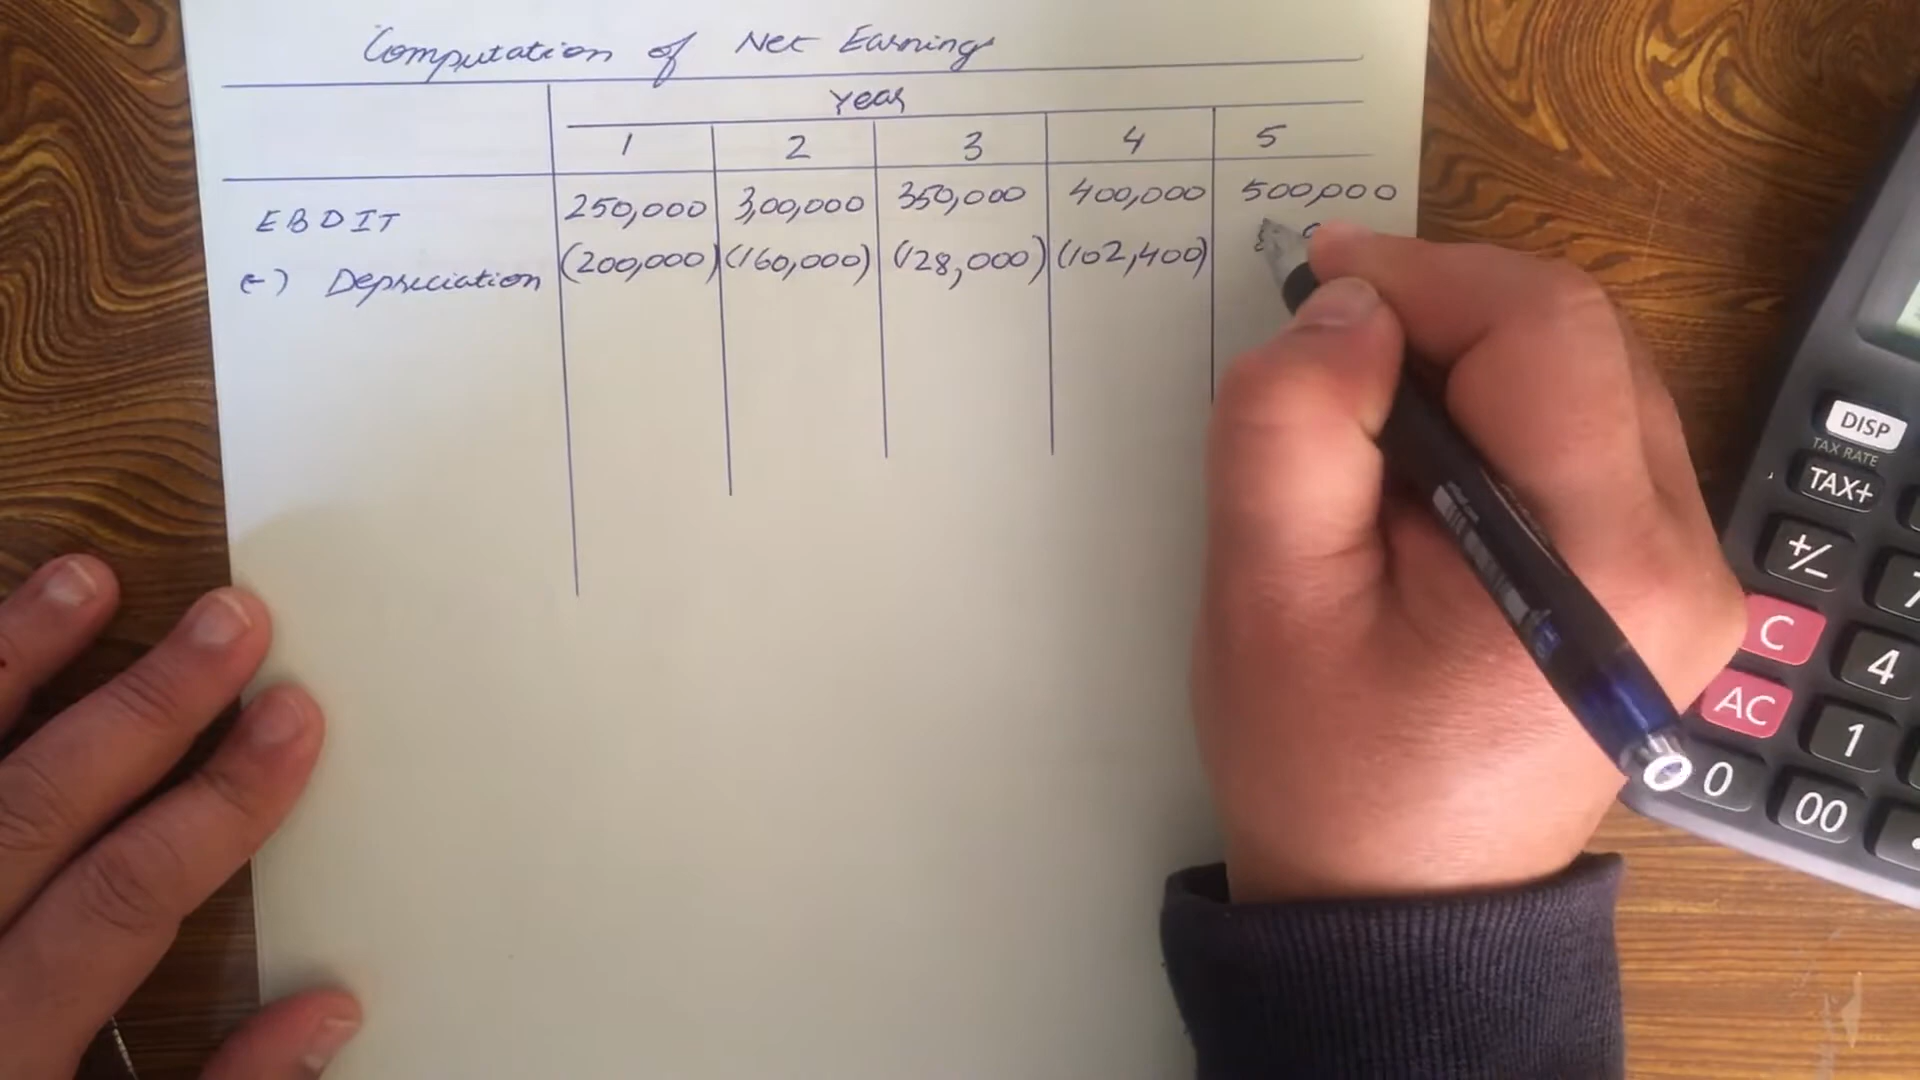 Computation of Net Earnings
Year
1 2 3 4 5
EBDIT 250,000 3,00,000 350,000 400,000 500,000
(-) Depreciation (200,000) (160,000) (128,000) (102,400)
DISP
TAX RATE
TAX+
+/-
7
C
4
AC
1
0
00